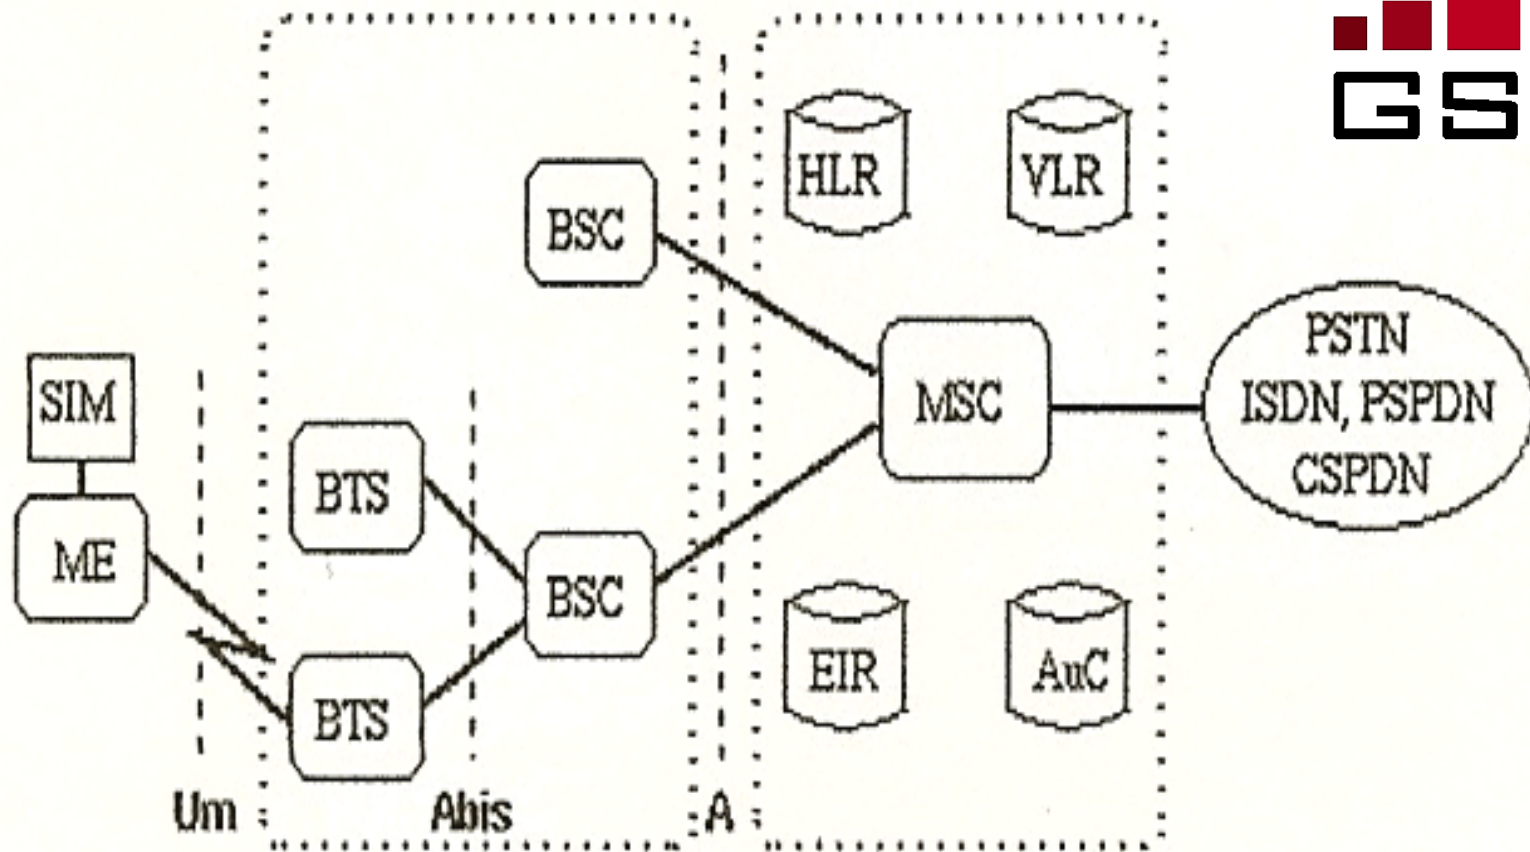 GS
HLR
VLR
BSC
PSTN
ISDN, PSPDN
CSPDN
SIM
MSC
BTS
ME
BSC
EIR
AuC
BTS
Um
Abis
A